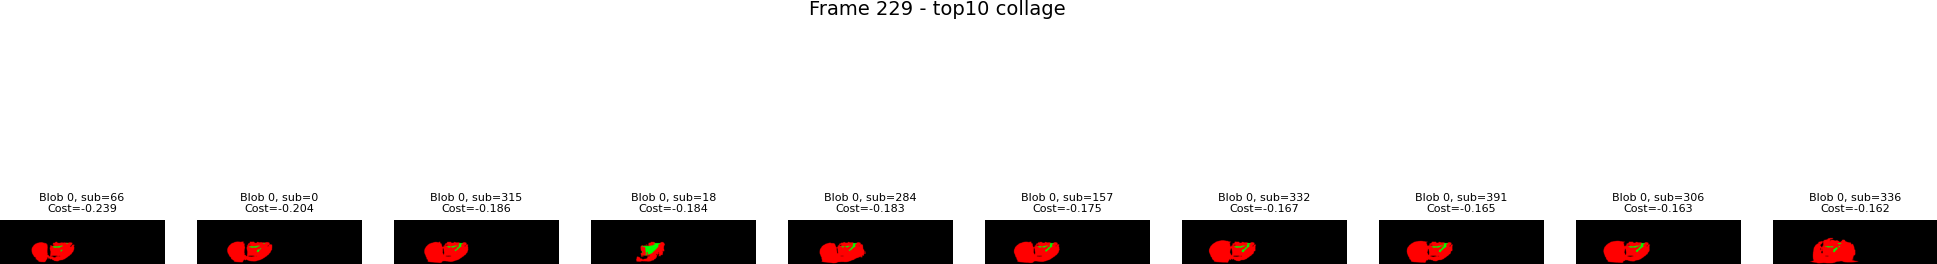 Frame 229 - top10 collage
Blob 0, sub=66
Cost=-0.239
Blob 0, sub=0
Cost=-0.204
Blob 0, sub=315
Cost=-0.186
Blob 0, sub=18
Cost=-0.184
Blob 0, sub=284
Cost=-0.183
Blob 0, sub=157
Cost=-0.175
Blob 0, sub=332
Cost=-0.167
Blob 0, sub=391
Cost=-0.165
Blob 0, sub=306
Cost=-0.163
Blob 0, sub=336
Cost=-0.162